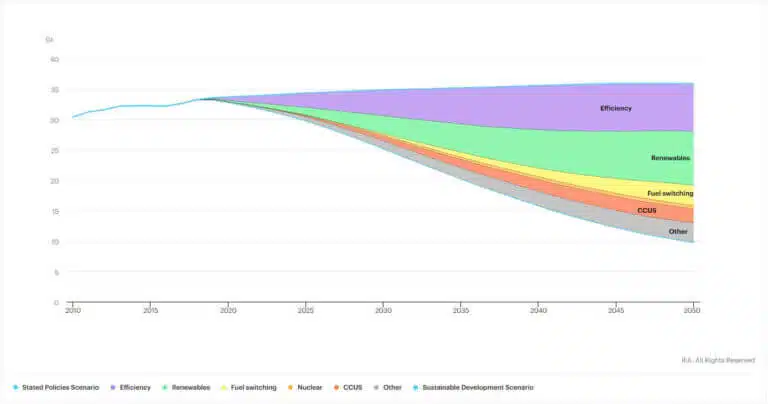 Gt
60
35
30
25
20
15
10
5
0
2010 2015 2020 2025 2030 2035 2040 2045 2050
Efficiency
Renewables
Fuel switching
CCUS
Other
IEA. All Rights Reserved
Stated Policies Scenario Efficiency Renewables Fuel switching Nuclear CCUS Other Sustainable Development Scenario